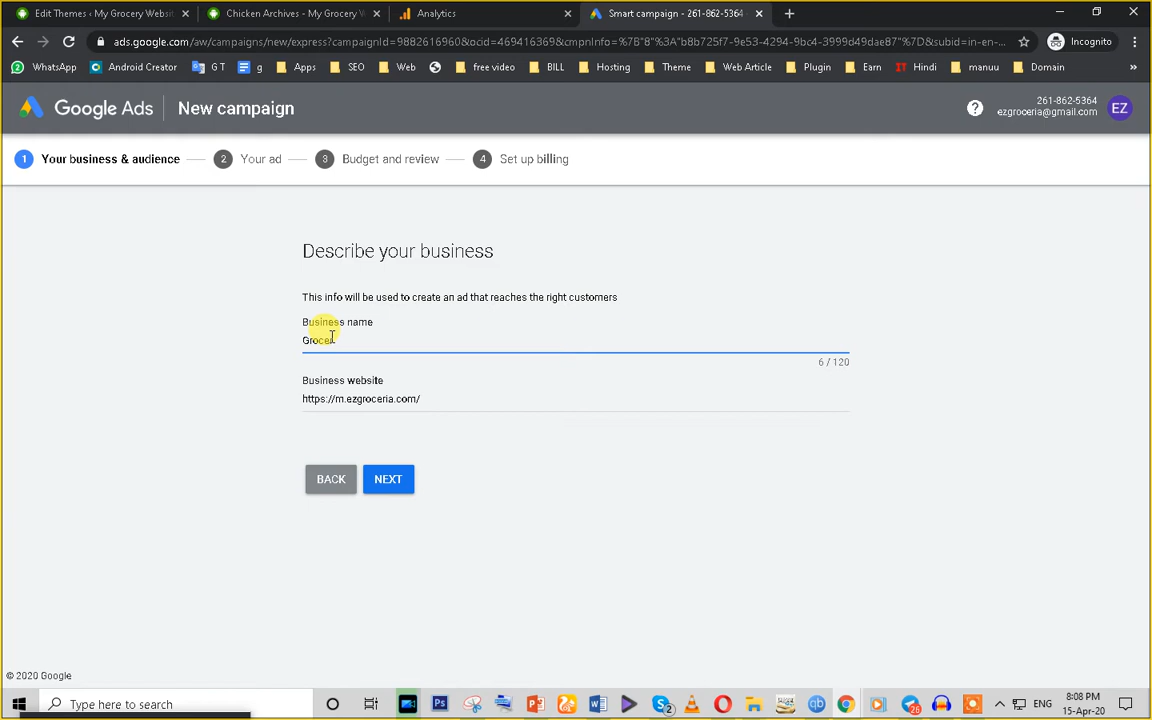 Edit Themes ‹ My Grocery Websit
Chicken Archives - My Grocery V
Analytics
Smart campaign - 261-862-5364
ads.google.com/aw/campaigns/new/express?campaignId=9882616960&ocid=469416369&cmpnInfo=%7B"8"%3A"b8b725f7-9e53-4294-9bc4-3999d49dae87"%7D&subid=in-en-...
Incognito
WhatsApp
Android Creator
G T
g
Apps
SEO
Web
free video
BILL
Hosting
Theme
Web Article
Plugin
Earn
IT Hindi
manuu
Domain
»
Google Ads
New campaign
?
261-862-5364
ezgroceria@gmail.com
EZ
1 Your business & audience
2 Your ad
3 Budget and review
4 Set up billing
Describe your business
This info will be used to create an ad that reaches the right customers
Business name
Grocer
6 / 120
Business website
https://m.ezgroceria.com/
BACK
NEXT
© 2020 Google
Type here to search
26
ENG
8:08 PM
15-Apr-20